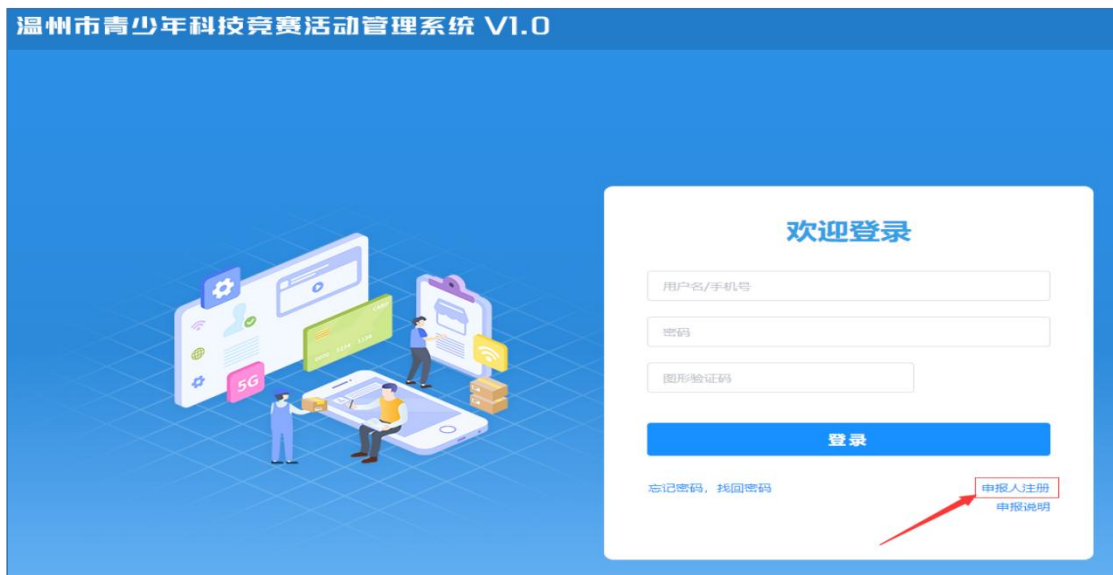 温州市青少年科技竞赛活动管理系统 V1.0
欢迎登录
用户名/手机号
密码
图形验证码
登录
忘记密码，找回密码
申报人注册
申报说明
5G